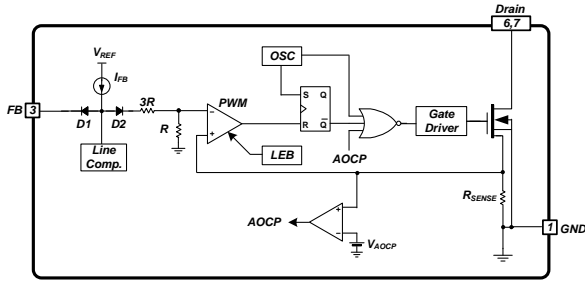 Drain
6,7
VREF
IFB
OSC
FB 3
D1
D2
3R
R
PWM
S Q
R Q̅
Gate
Driver
Line
Comp.
LEB
AOCP
RSENSE
AOCP
VAOCP
1 GND
+
−
+
−